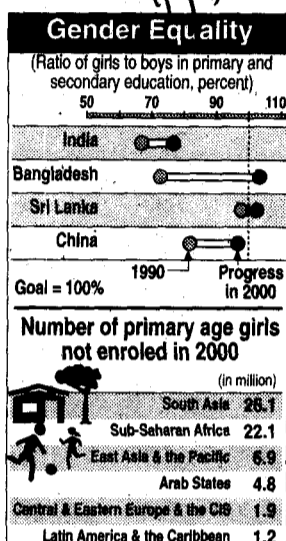 Gender Equality
(Ratio of girls to boys in primary and
secondary education, percent)
50 70 90 110
India
Bangladesh
Sri Lanka
China
1990 Progress
Goal = 100% in 2000
Number of primary age girls
not enroled in 2000
(in million)
South Asia 26.1
Sub-Saharan Africa 22.1
East Asia & the Pacific 6.9
Arab States 4.8
Central & Eastern Europe & the CIS 1.9
Latin America & the Caribbean 1.2